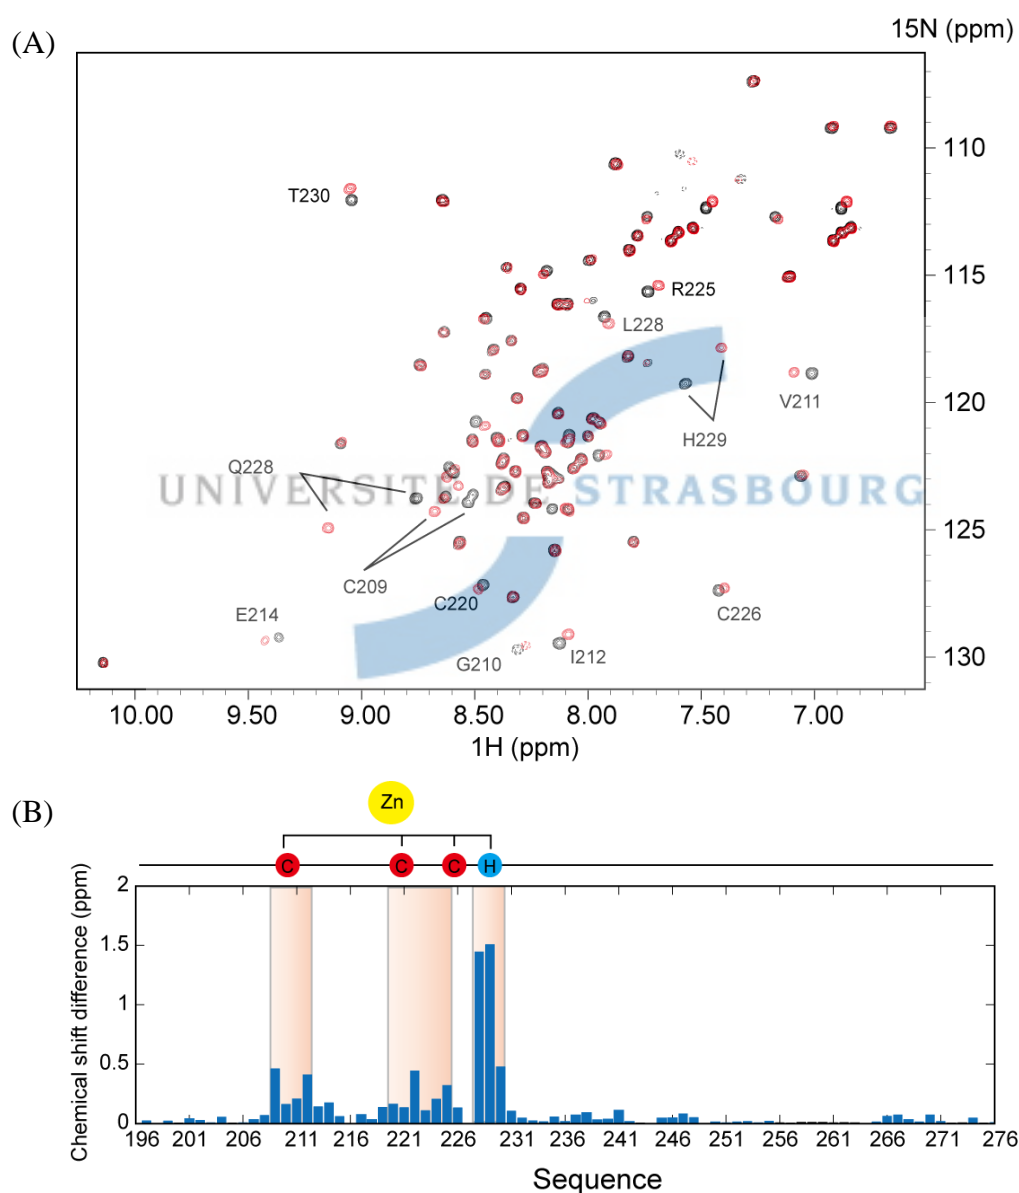 (A)
15N (ppm)
110
T230
115
R225
L228
120
V211
H229
Q228
UNIVERSITÉ DE STRASBOURG
125
C209
C220
C226
E214
G210
I212
130
10.00 9.50 9.00 8.50 8.00 7.50 7.00
1H (ppm)
(B)
Zn
C C C H
Chemical shift difference (ppm)
2
1.5
1
0.5
0
196 201 206 211 216 221 226 231 236 241 246 251 256 261 266 271 276
Sequence